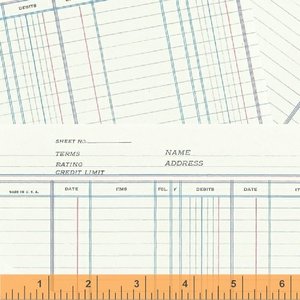 DEBITS
SHEET NO.
TERMS NAME
RATING ADDRESS
CREDIT LIMIT
MADE IN U.S.A. DATE ITEMS FOL. ✓ DEBITS DATE
1 2 3 4 5 6